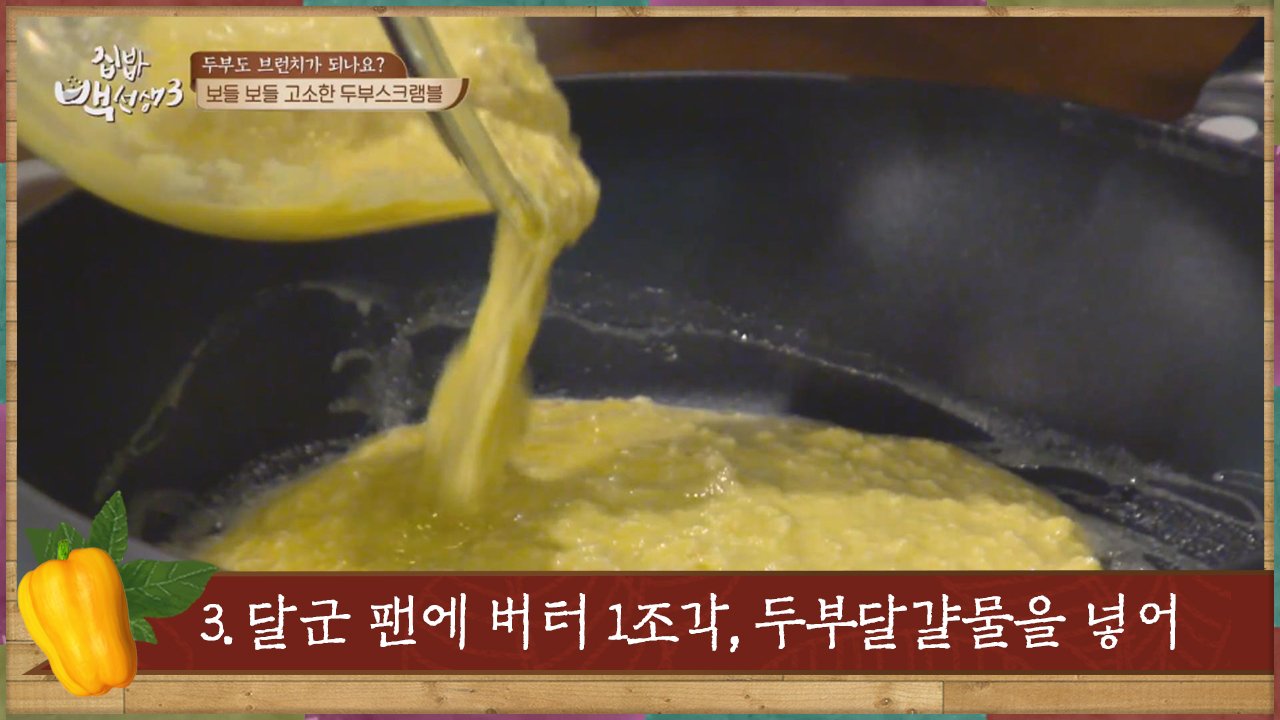 집밥
백선생3
두부도 브런치가 되나요?
보들 보들 고소한 두부스크램블
3. 달군 팬에 버터 1조각, 두부달걀물을 넣어